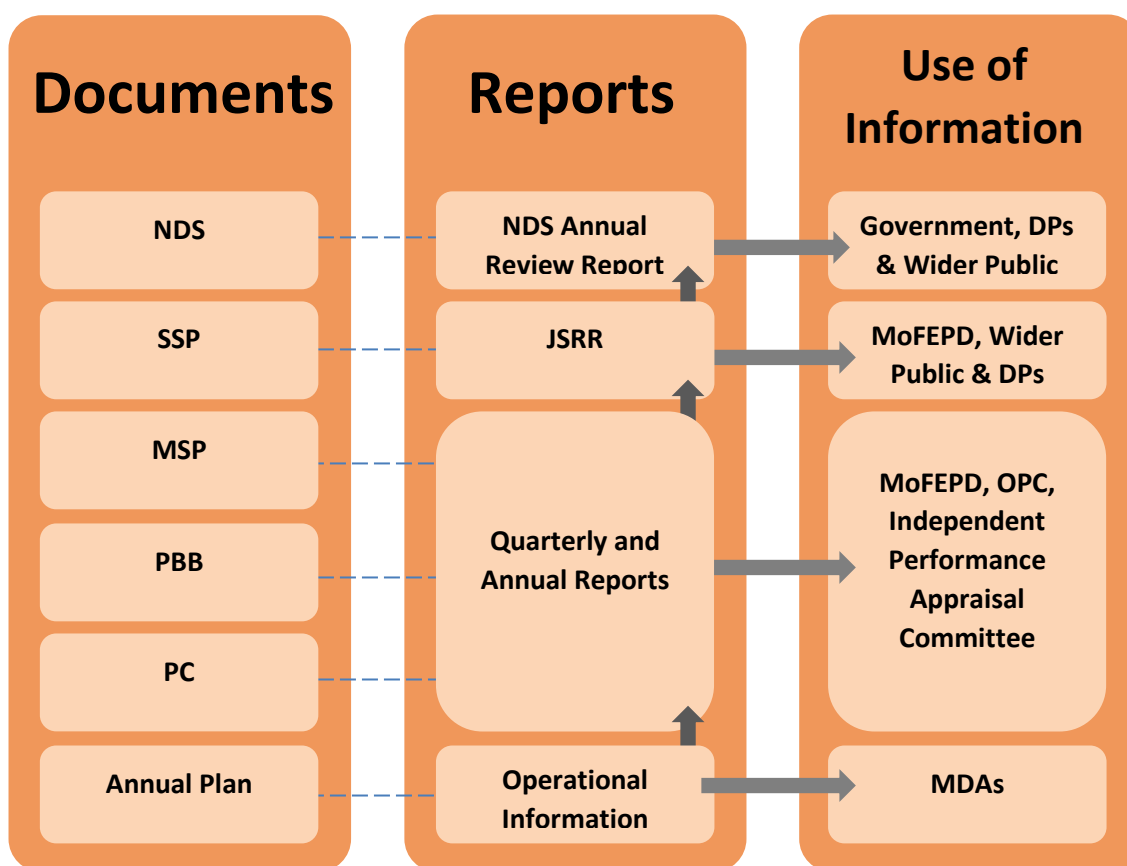 Documents
NDS
SSP
MSP
PBB
PC
Annual Plan
Reports
NDS Annual
Review Report
JSRR
Quarterly and
Annual Reports
Operational
Information
Use of
Information
Government, DPs
& Wider Public
MoFEPD, Wider
Public & DPs
MoFEPD, OPC,
Independent
Performance
Appraisal
Committee
MDAs